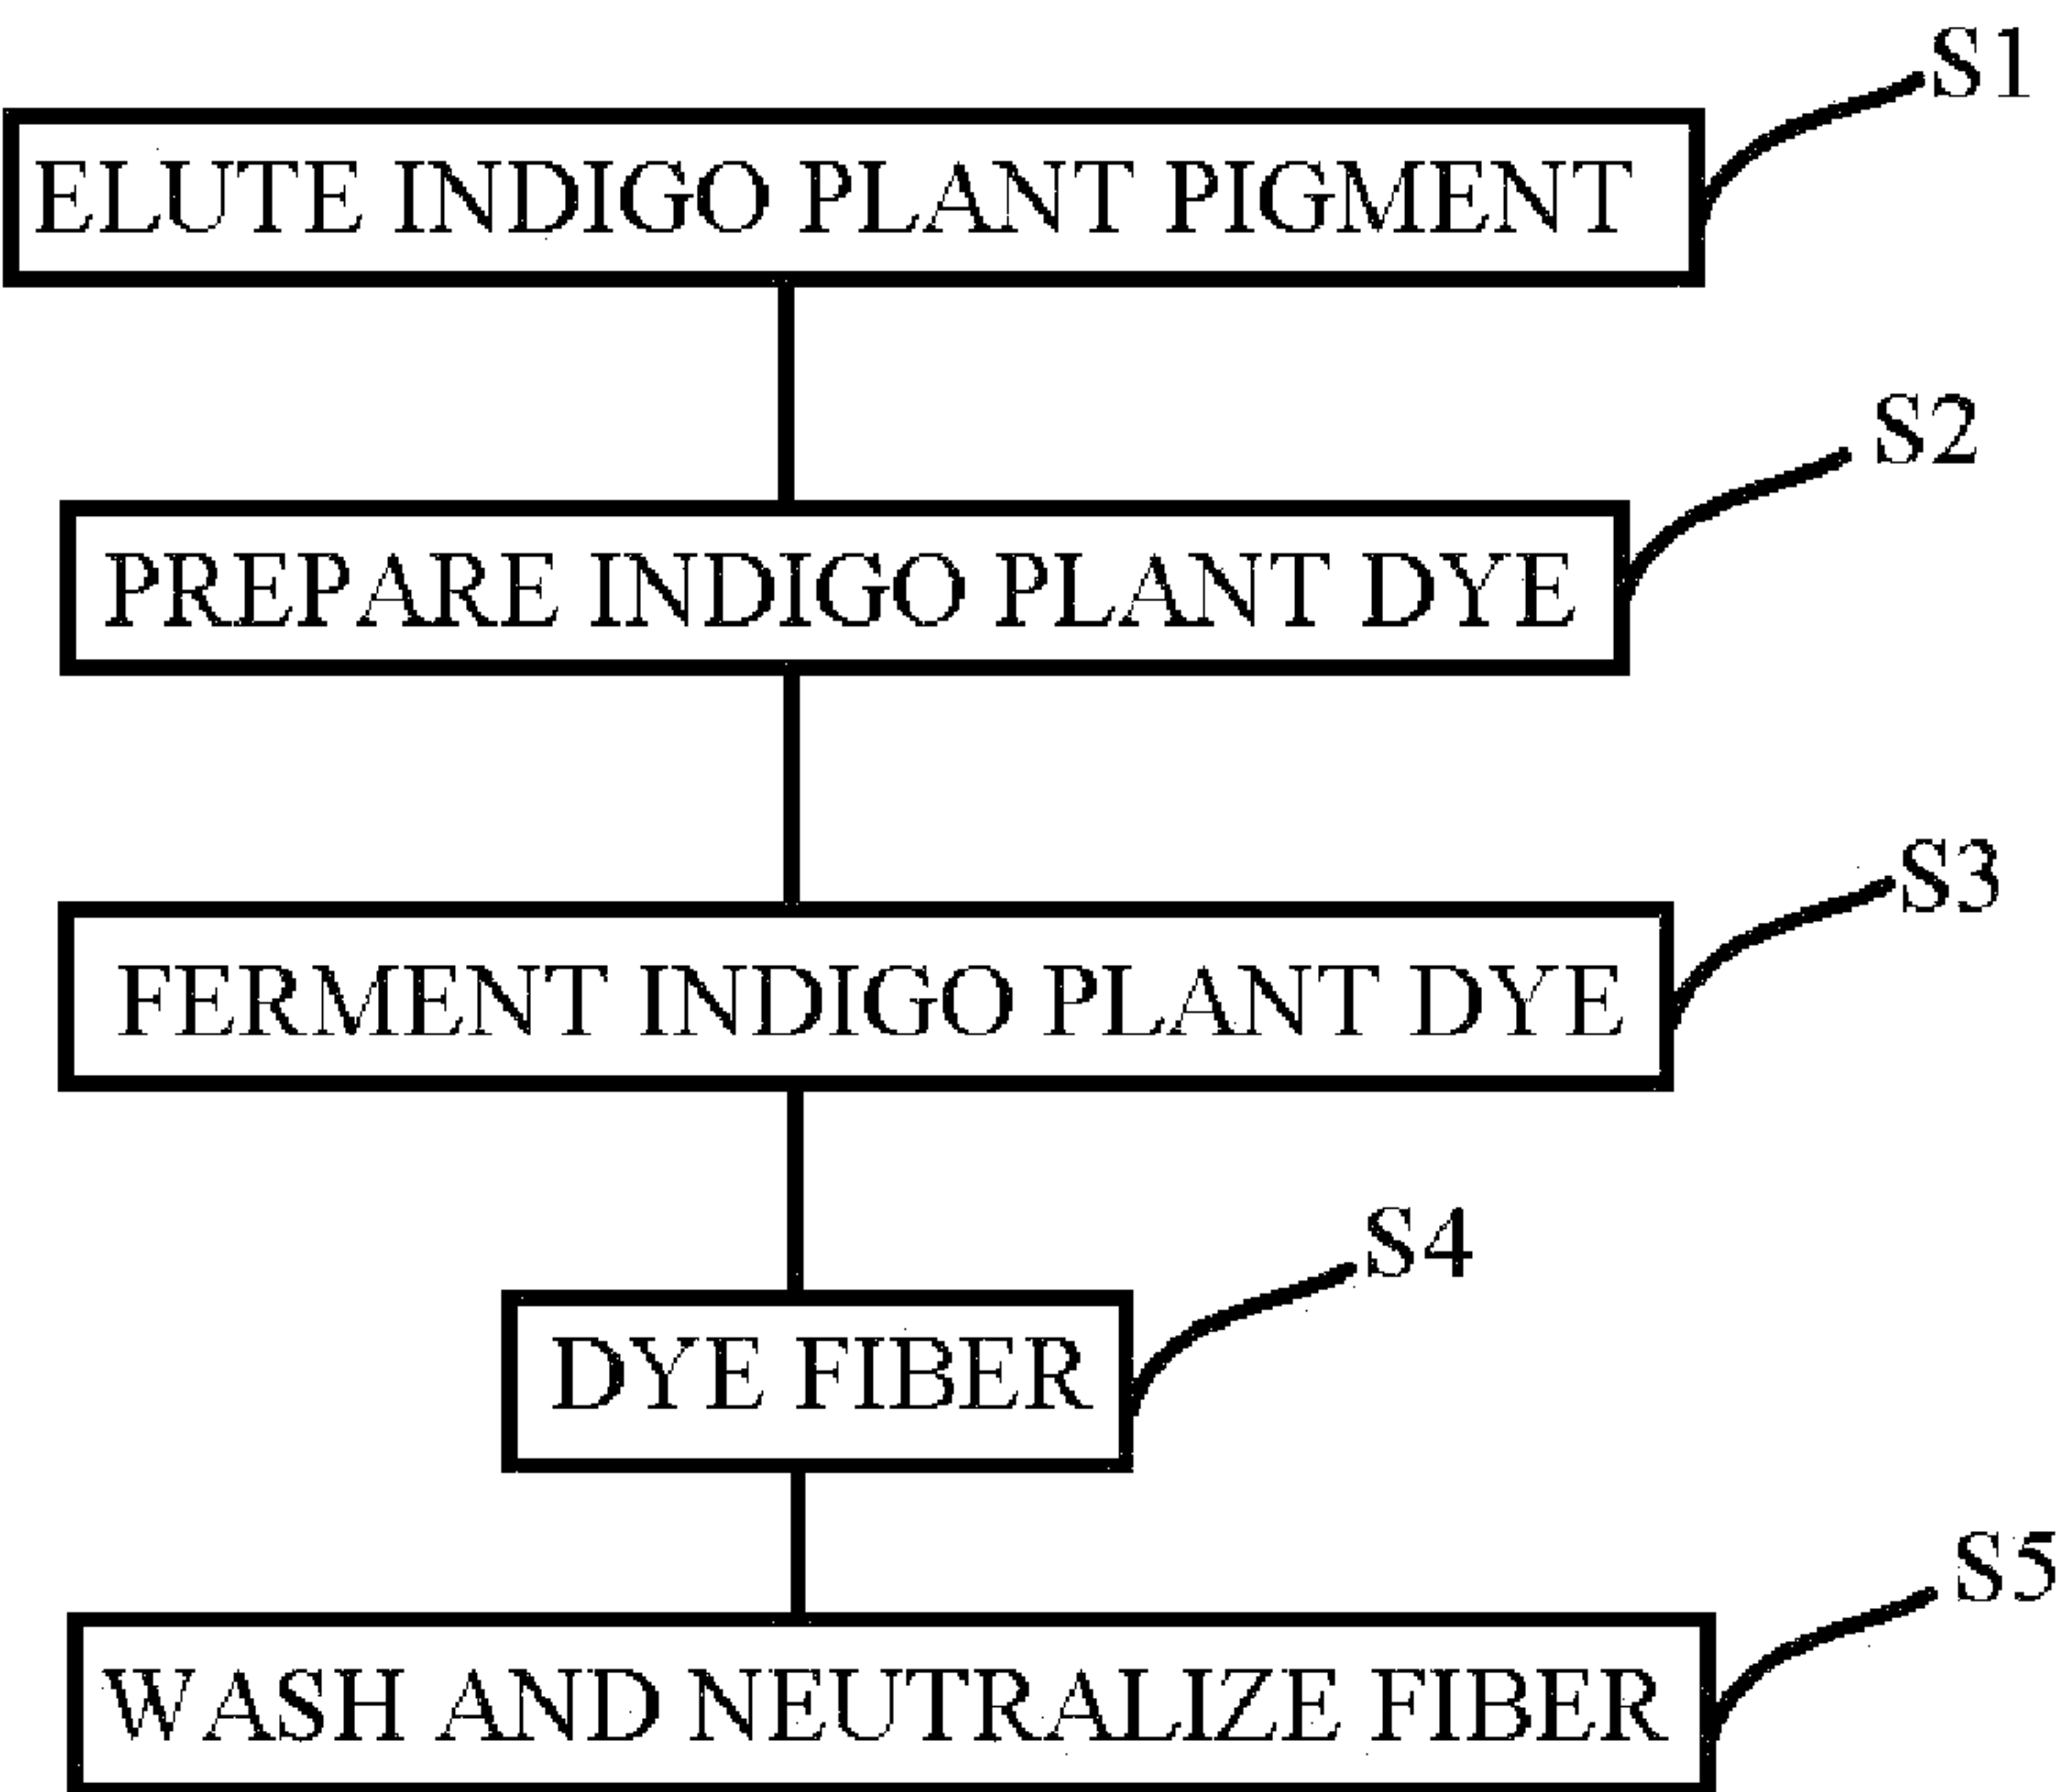 S1
ELUTE INDIGO PLANT PIGMENT
S2
PREPARE INDIGO PLANT DYE
S3
FERMENT INDIGO PLANT DYE
S4
DYE FIBER
S5
WASH AND NEUTRALIZE FIBER